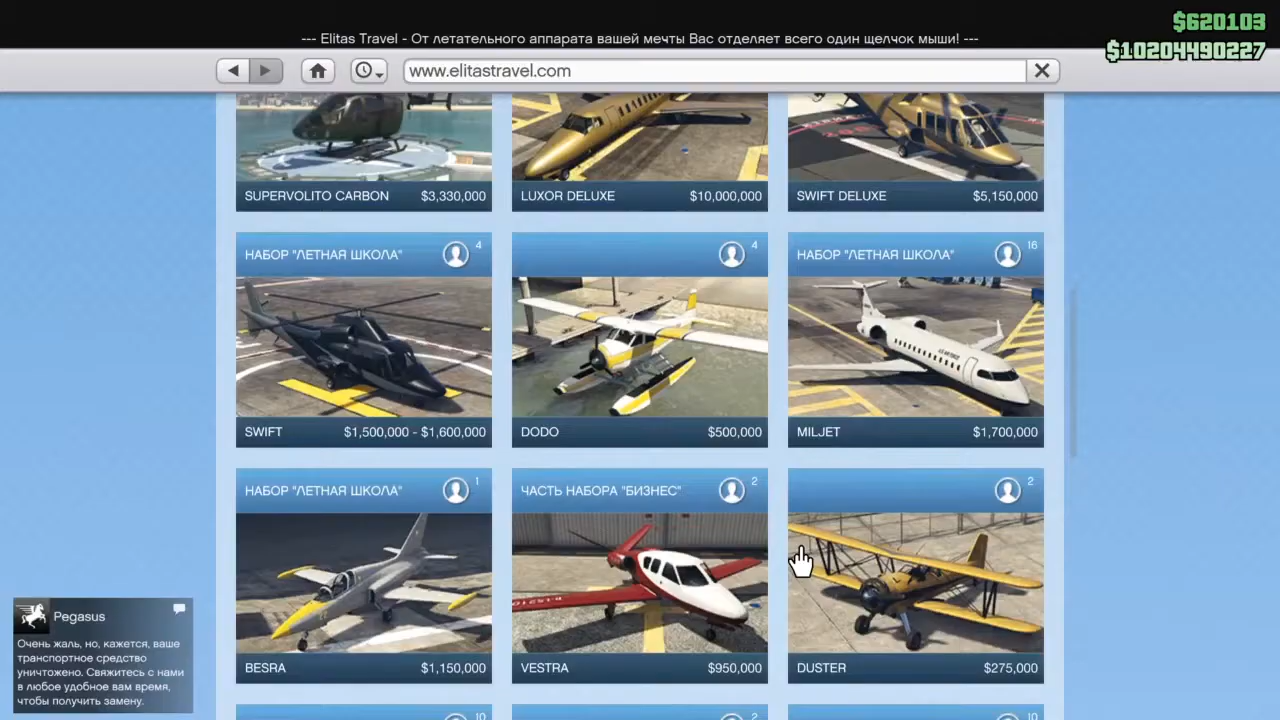 $620103
--- Elitas Travel - От летательного аппарата вашей мечты Вас отделяет всего один щелчок мыши! ---
$10204490227
www.elitastravel.com
SUPERVOLITO CARBON $3,330,000
LUXOR DELUXE $10,000,000
SWIFT DELUXE $5,150,000
НАБОР "ЛЕТНАЯ ШКОЛА" 4
4
НАБОР "ЛЕТНАЯ ШКОЛА" 16
SWIFT $1,500,000 - $1,600,000
DODO $500,000
MILJET $1,700,000
НАБОР "ЛЕТНАЯ ШКОЛА" 1
ЧАСТЬ НАБОРА "БИЗНЕС" 2
2
BESRA $1,150,000
VESTRA $950,000
DUSTER $275,000
Pegasus
Очень жаль, но, кажется, ваше
транспортное средство
уничтожено. Свяжитесь с нами
в любое удобное вам время,
чтобы получить замену.
10
2
10